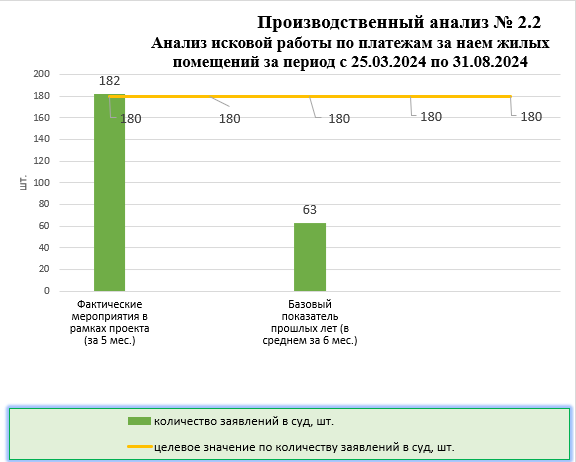 Производственный анализ № 2.2
Анализ исковой работы по платежам за наем жилых
помещений за период с 25.03.2024 по 31.08.2024
шт.
200
180
160
140
120
100
80
60
40
20
0
182
63
180
180
180
180
180
Фактические
мероприятия в
рамках проекта
(за 5 мес.)
Базовый
показатель
прошлых лет (в
среднем за 6 мес.)
количество заявлений в суд, шт.
целевое значение по количеству заявлений в суд, шт.